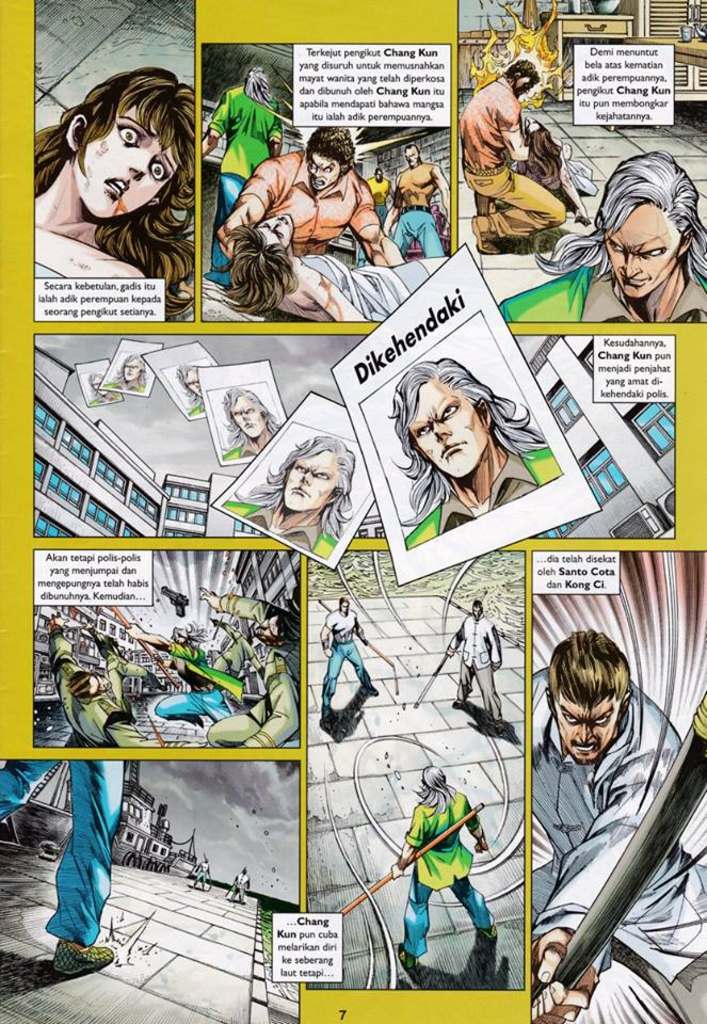 Secara kebetulan, gadis itu
ialah adik perempuan kepada
seorang pengikut setianya.
Terkejut pengikut Chang Kun
yang disuruh untuk memusnahkan
mayat wanita yang telah diperkosa
dan dibunuh oleh Chang Kun itu
apabila mendapati bahawa mangsa
itu ialah adik perempuannya.
Demi menuntut
bela atas kematian
adik perempuannya,
pengikut Chang Kun
itu pun membongkar
kejahatannya.
Dikehendaki
Kesudahannya,
Chang Kun pun
menjadi penjahat
yang amat di-
kehendaki polis.
Akan tetapi polis-polis
yang menjumpai dan
mengepungnya telah habis
dibunuhnya. Kemudian...
...Chang
Kun pun cuba
melarikan diri
ke sebelah
laut tetapi...
...dia telah disekat
oleh Santo Cota
dan Kong Ci.
7